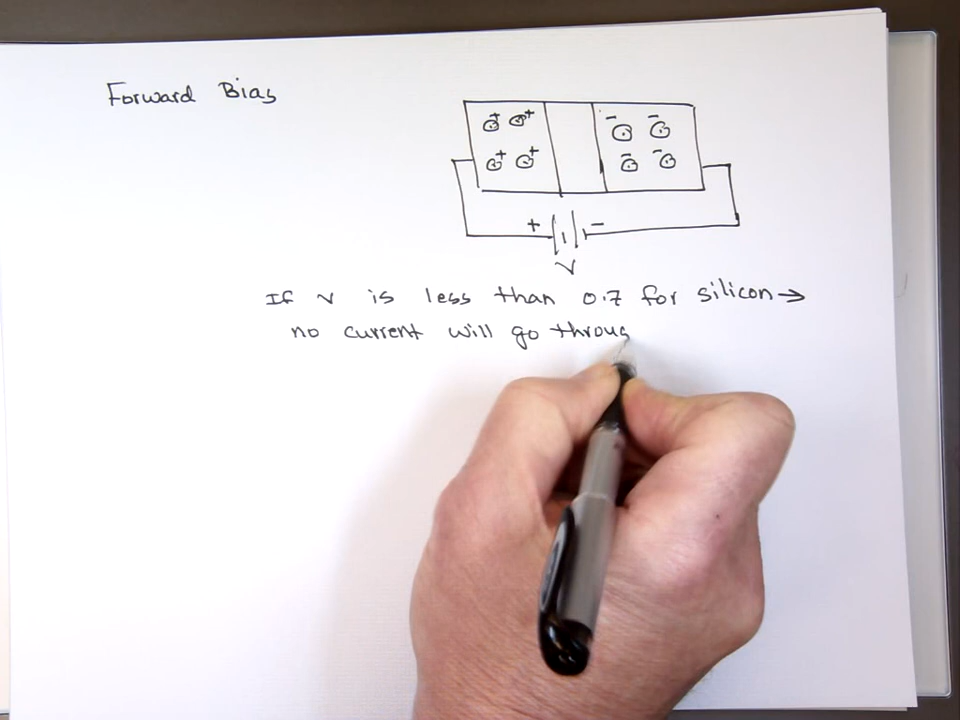 Forward Bias
+ + + +
- - - -
+ -
V
If v is less than 0.7 for silicon →
no current will go throug